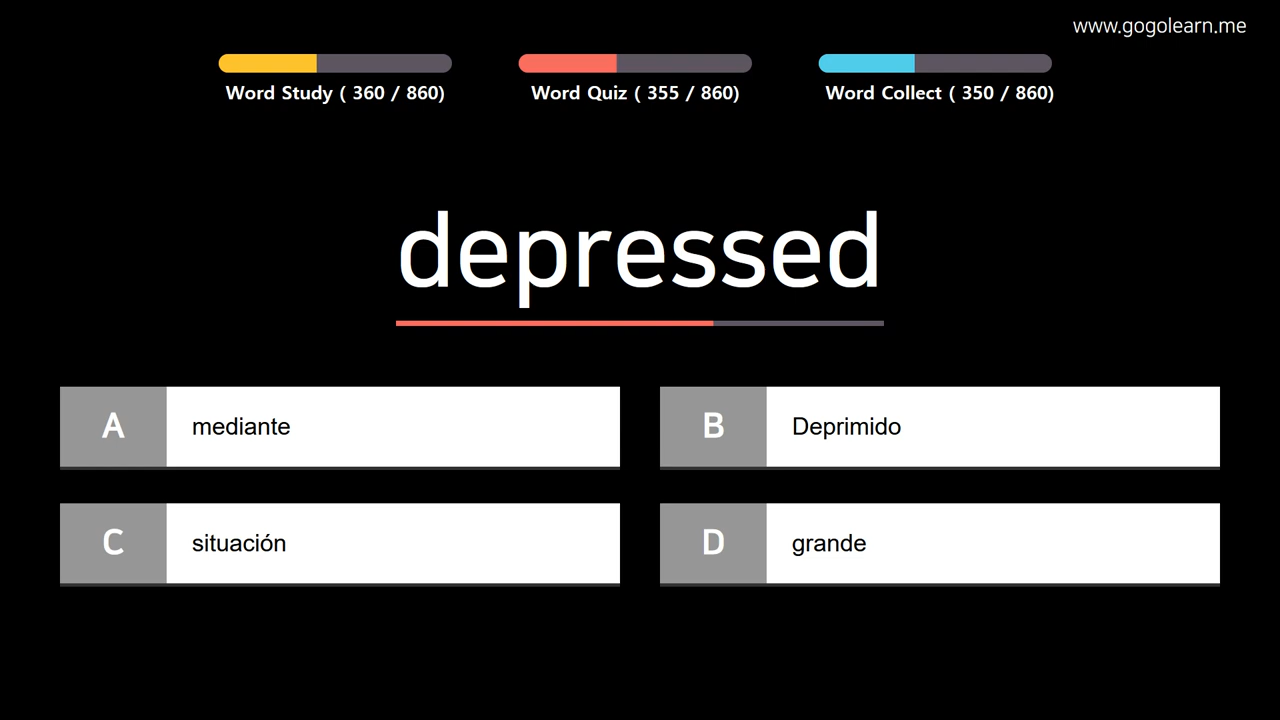 www.gogolearn.me
Word Study ( 360 / 860)
Word Quiz ( 355 / 860)
Word Collect ( 350 / 860)
depressed
A mediante
B Deprimido
C situación
D grande